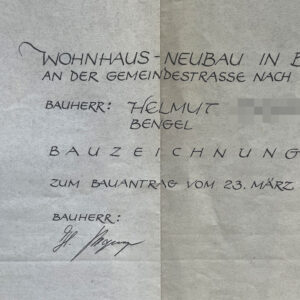 WOHNHAUS-NEUBAU IN B
AN DER GEMEINDESTRASSE NACH
BAUHERR: HELMUT
BENGEL
BAUZEICHNUNG
ZUM BAUANTRAG VOM 23. MÄRZ
BAUHERR: